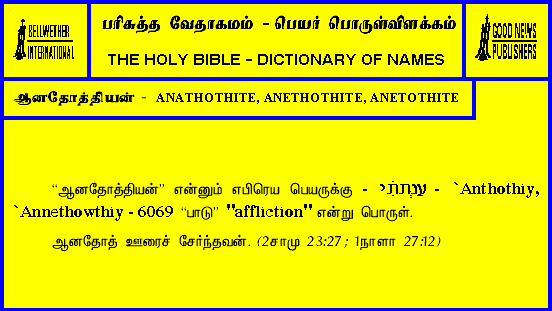 BELLWETHER
INTERNATIONAL
பரிசுத்த வேதாகமம் - பெயர் பொருள்விளக்கம்
THE HOLY BIBLE - DICTIONARY OF NAMES
GOOD NEWS
PUBLISHERS
ஆனதோத்தியன் - ANATHOTHITE, ANETHOTHITE, ANETOTHITE
“ஆனதோத்தியன்” என்னும் எபிரெய பெயருக்கு - ענתתי - `Anthothiy,
`Annethowthiy - 6069 “பாடு” "affliction" என்று பொருள்.
ஆனதோத் ஊரைச் சேர்ந்தவன். (2சாமு 23:27; 1நாளா 27:12)